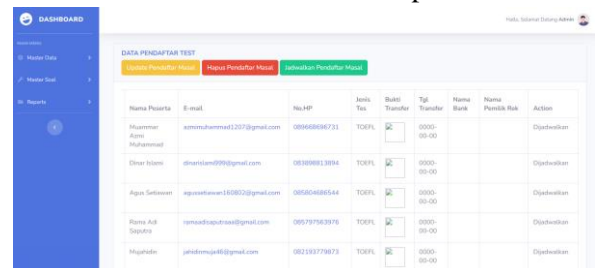 DASHBOARD
Hallo, Selamat Datang Admin
Master Data
Master Soal
Reports
DATA PENDAFTAR TEST
Update Pendaftar Masal
Hapus Pendaftar Masal
Jadwalkan Pendaftar Masal
Nama Peserta E-mail No.HP Jenis Tes Bukti Transfer Tgl Transfer Nama Bank Nama Pemilik Rek Action
Muammar Azmi Muhammad azmimuhammad1207@gmail.com 089668698731 TOEFL 0000-00-00 Dijadwalkan
Dinar Islami dinarislami999@gmail.com 083898813894 TOEFL 0000-00-00 Dijadwalkan
Agus Setiawan agussetiawan160802@gmail.com 085804686544 TOEFL 0000-00-00 Dijadwalkan
Rama Adi Saputra ramaadisaputraaa@gmail.com 085797563976 TOEFL 0000-00-00 Dijadwalkan
Mujahidin jahidinmuja46@gmail.com 082193779873 TOEFL 0000-00-00 Dijadwalkan